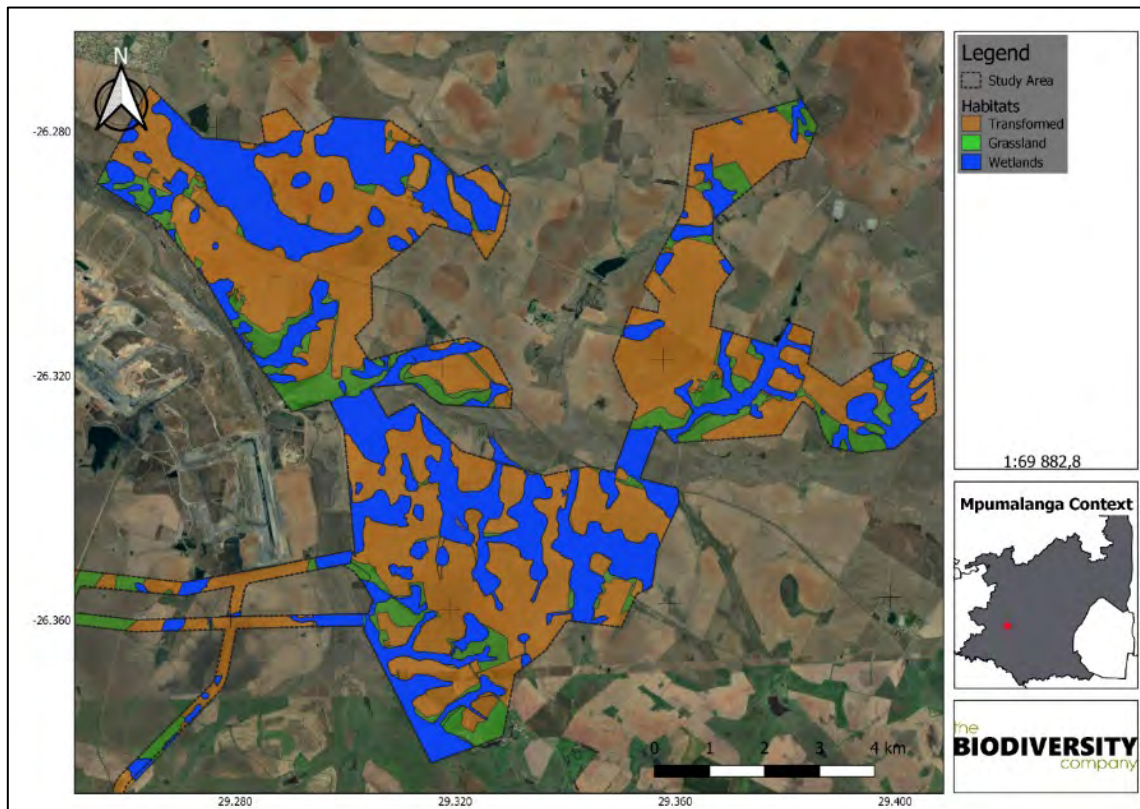 N
-26.280
-26.320
-26.360
29.280
29.320
29.360
29.400
0 1 2 3 4 km
Legend
Study Area
Habitats
Transformed
Grassland
Wetlands
1:69 882,8
Mpumalanga Context
the
BIODIVERSITY
company